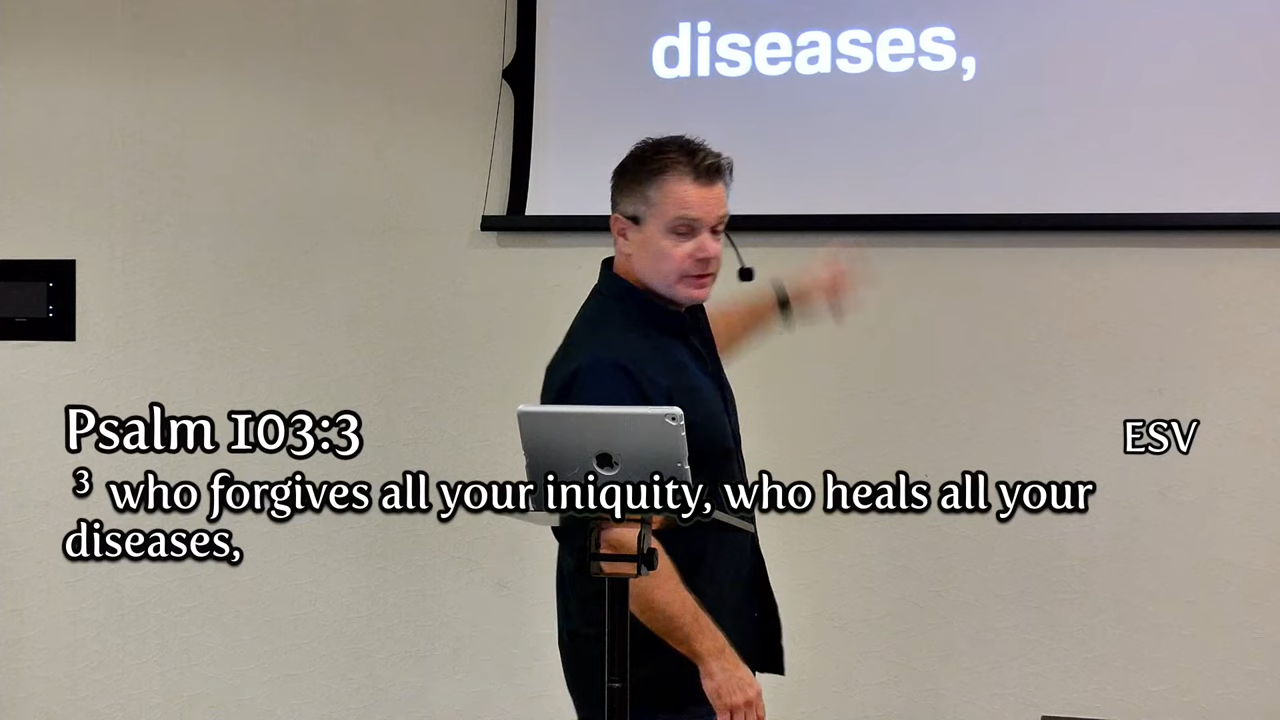 diseases,
Psalm 103:3
ESV
3 who forgives all your iniquity, who heals all your
diseases,